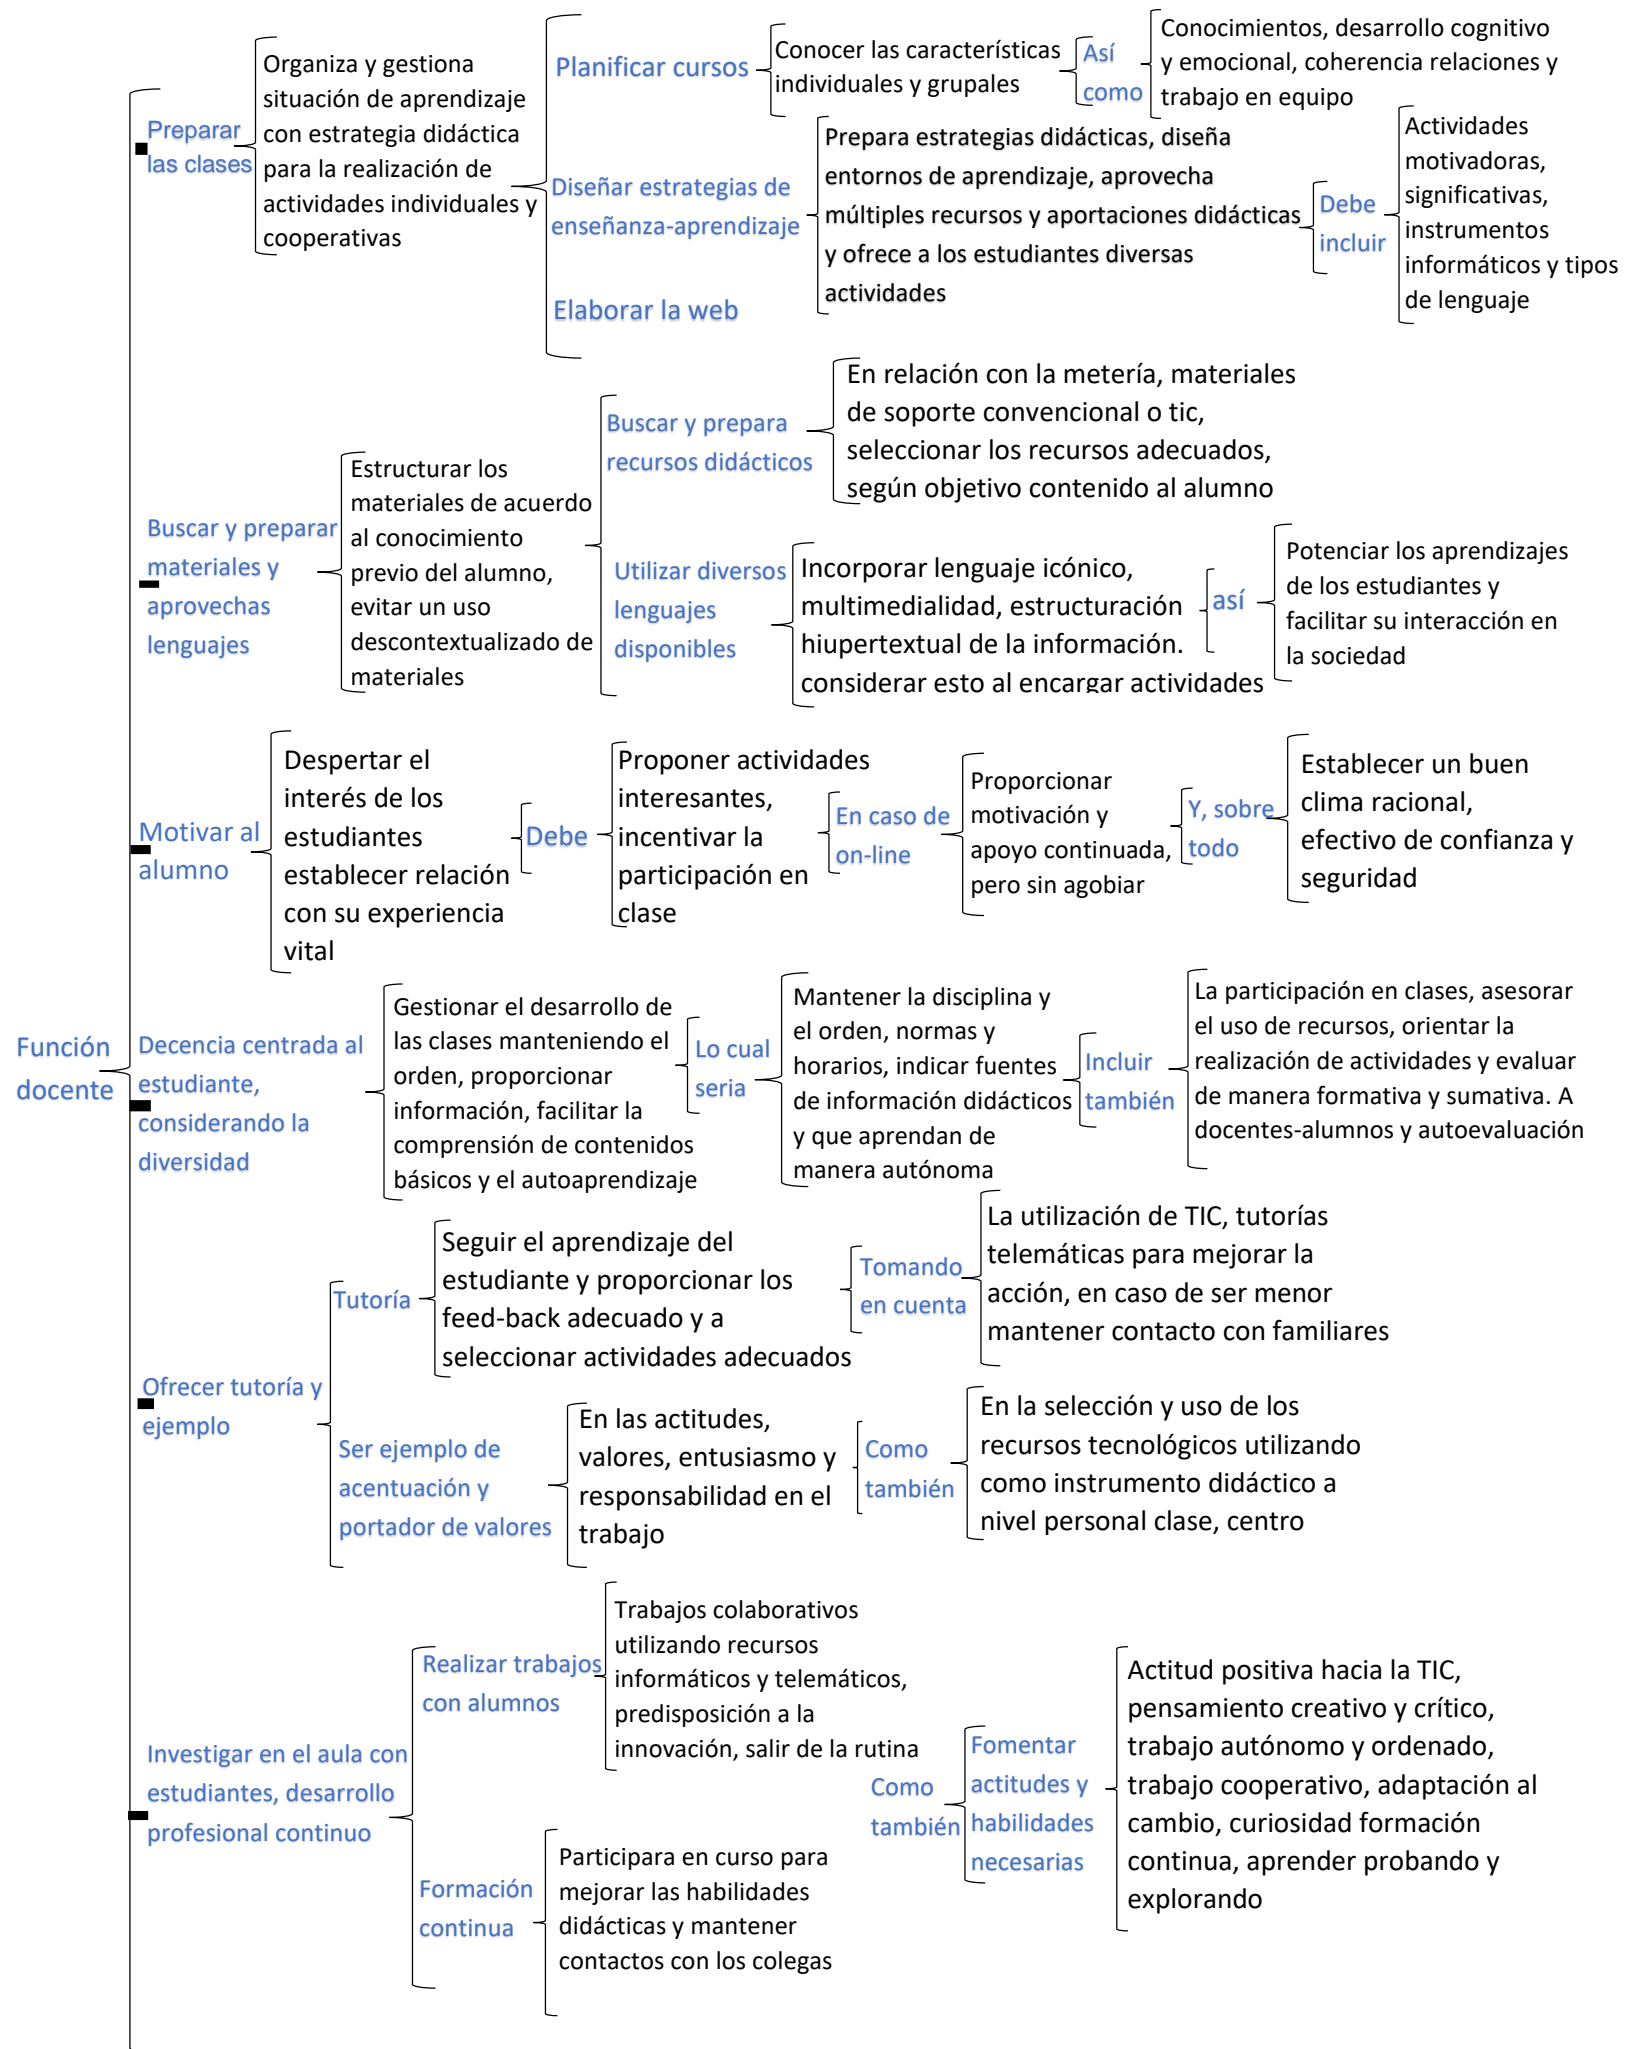 Función
docente
Preparar
las clases
Organiza y gestiona
situación de aprendizaje
con estrategia didáctica
para la realización de
actividades individuales y
cooperativas
Planificar cursos
Conocer las características
individuales y grupales
Así
como
Conocimientos, desarrollo cognitivo
y emocional, coherencia relaciones y
trabajo en equipo
Diseñar estrategias de
enseñanza-aprendizaje
Prepara estrategias didácticas, diseña
entornos de aprendizaje, aprovecha
múltiples recursos y aportaciones didácticas
y ofrece a los estudiantes diversas
actividades
Debe
incluir
Actividades
motivadoras,
significativas,
instrumentos
informáticos y tipos
de lenguaje
Elaborar la web
Buscar y preparar
materiales y
aprovechas
lenguajes
Estructurar los
materiales de acuerdo
al conocimiento
previo del alumno,
evitar un uso
descontextualizado de
materiales
Buscar y prepara
recursos didácticos
En relación con la metería, materiales
de soporte convencional o tic,
seleccionar los recursos adecuados,
según objetivo contenido al alumno
Utilizar diversos
lenguajes
disponibles
Incorporar lenguaje icónico,
multimedialidad, estructuración
hiupertextual de la información.
considerar esto al encargar actividades
así
Potenciar los aprendizajes
de los estudiantes y
facilitar su interacción en
la sociedad
Motivar al
alumno
Despertar el
interés de los
estudiantes
establecer relación
con su experiencia
vital
Debe
Proponer actividades
interesantes,
incentivar la
participación en
clase
En caso de
on-line
Proporcionar
motivación y
apoyo continuada,
pero sin agobiar
Y, sobre
todo
Establecer un buen
clima racional,
efectivo de confianza y
seguridad
Decencia centrada al
estudiante,
considerando la
diversidad
Gestionar el desarrollo de
las clases manteniendo el
orden, proporcionar
información, facilitar la
comprensión de contenidos
básicos y el autoaprendizaje
Lo cual
seria
Mantener la disciplina y
el orden, normas y
horarios, indicar fuentes
de información didácticos
y que aprendan de
manera autónoma
Incluir
también
La participación en clases, asesorar
el uso de recursos, orientar la
realización de actividades y evaluar
de manera formativa y sumativa. A
docentes-alumnos y autoevaluación
Ofrecer tutoría y
ejemplo
Tutoría
Seguir el aprendizaje del
estudiante y proporcionar los
feed-back adecuado y a
seleccionar actividades adecuados
Tomando
en cuenta
La utilización de TIC, tutorías
telemáticas para mejorar la
acción, en caso de ser menor
mantener contacto con familiares
Ser ejemplo de
acentuación y
portador de valores
En las actitudes,
valores, entusiasmo y
responsabilidad en el
trabajo
Como
también
En la selección y uso de los
recursos tecnológicos utilizando
como instrumento didáctico a
nivel personal clase, centro
Investigar en el aula con
estudiantes, desarrollo
profesional continuo
Realizar trabajos
con alumnos
Trabajos colaborativos
utilizando recursos
informáticos y telemáticos,
predisposición a la
innovación, salir de la rutina
Formación
continua
Participara en curso para
mejorar las habilidades
didácticas y mantener
contactos con los colegas
Como
también
Fomentar
actitudes y
habilidades
necesarias
Actitud positiva hacia la TIC,
pensamiento creativo y crítico,
trabajo autónomo y ordenado,
trabajo cooperativo, adaptación al
cambio, curiosidad formación
continua, aprender probando y
explorando